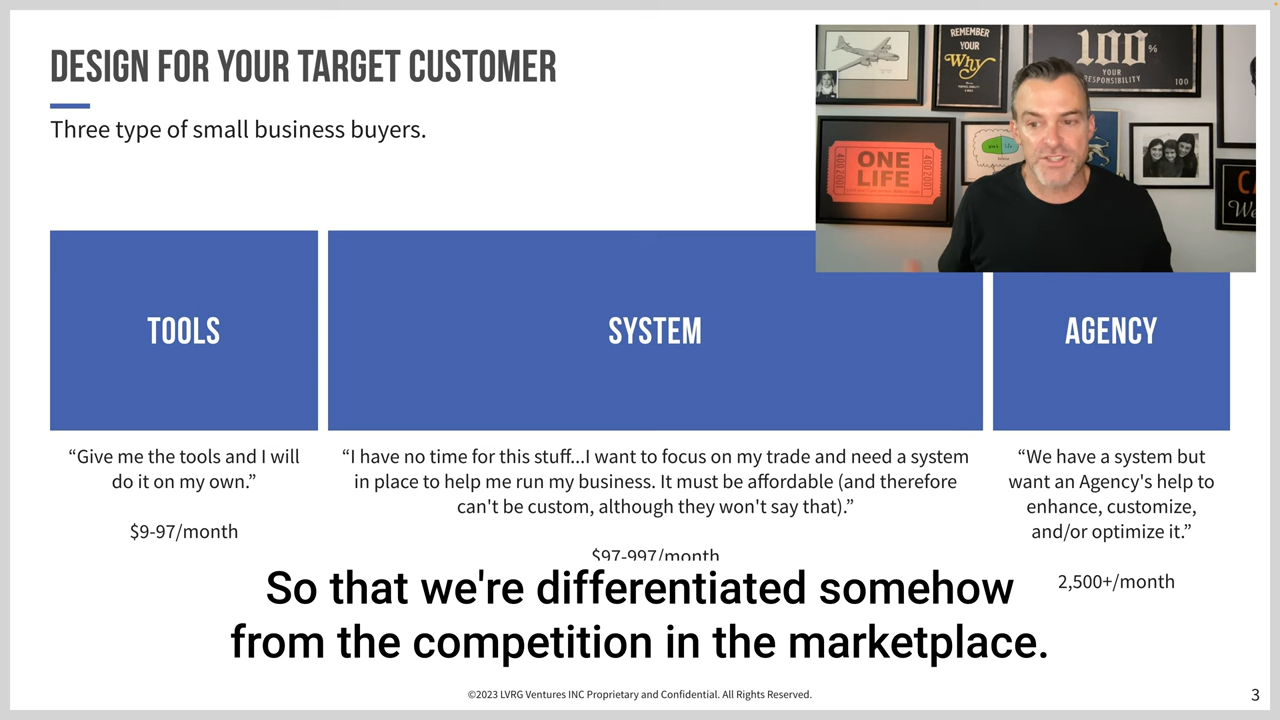 DESIGN FOR YOUR TARGET CUSTOMER
Three type of small business buyers.
REMEMBER
YOUR
Why
100%
YOUR
RESPONSIBILITY
100
ONE
LIFE
4002001
4002001
TOOLS
SYSTEM
AGENCY
“Give me the tools and I will
do it on my own.”
$9-97/month
“I have no time for this stuff...I want to focus on my trade and need a system
in place to help me run my business. It must be affordable (and therefore
can't be custom, although they won't say that).”
$97-997/month
“We have a system but
want an Agency's help to
enhance, customize,
and/or optimize it.”
2,500+/month
So that we're differentiated somehow
from the competition in the marketplace.
©2023 LVRG Ventures INC Proprietary and Confidential. All Rights Reserved.
3